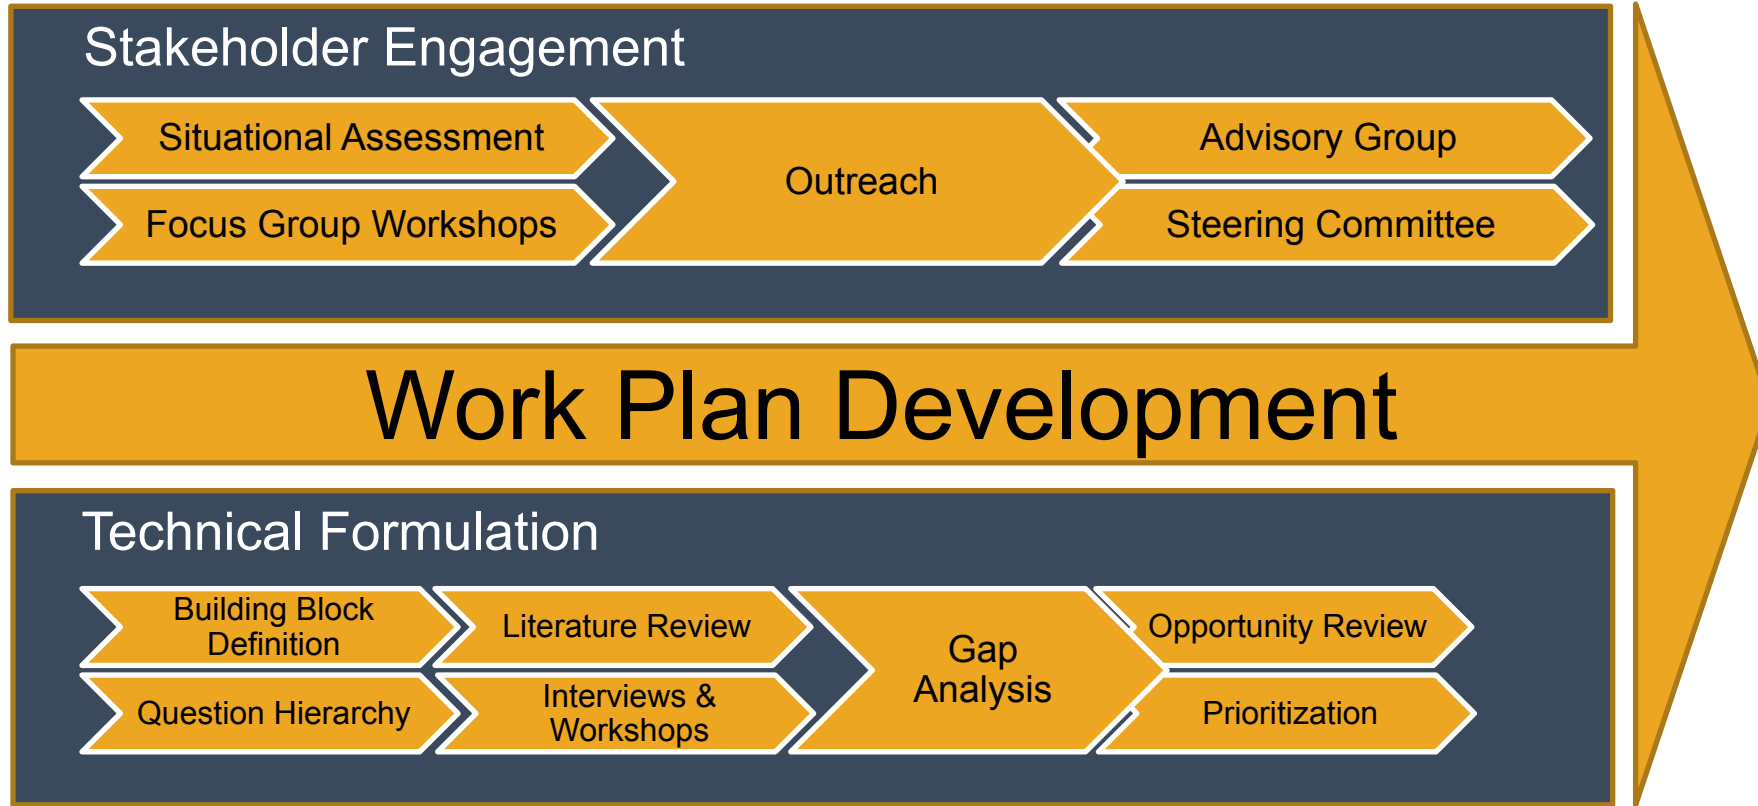 Stakeholder Engagement
Situational Assessment
Focus Group Workshops
Outreach
Advisory Group
Steering Committee
Work Plan Development
Technical Formulation
Building Block
Definition
Question Hierarchy
Literature Review
Interviews &
Workshops
Gap
Analysis
Opportunity Review
Prioritization